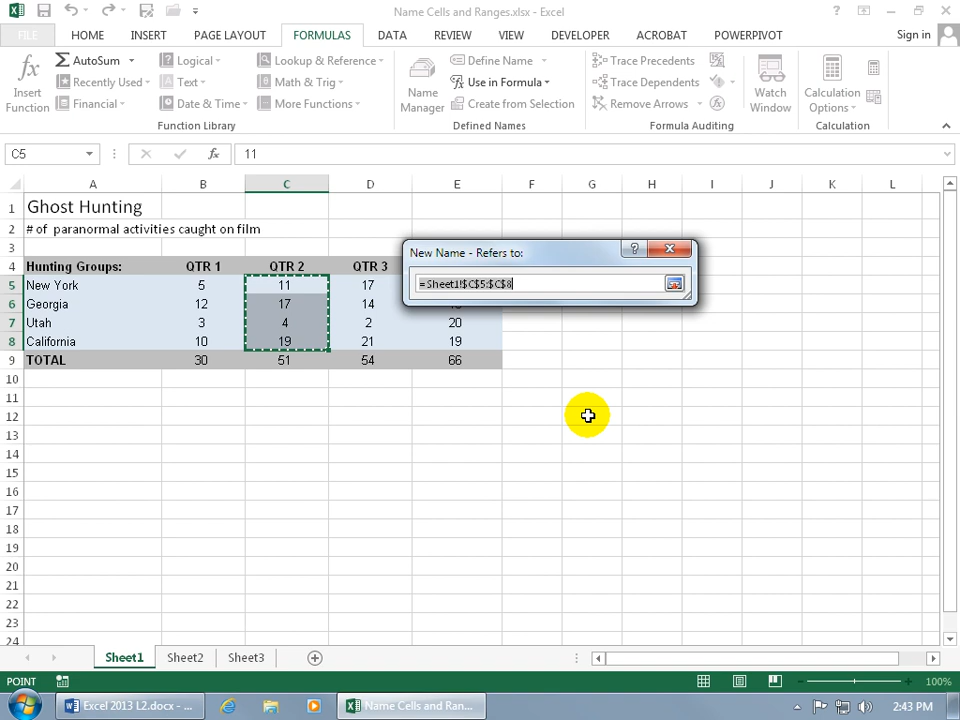 Name Cells and Ranges.xlsx - Excel
FILE HOME INSERT PAGE LAYOUT FORMULAS DATA REVIEW VIEW DEVELOPER ACROBAT POWERPIVOT Sign in
AutoSum Logical Lookup & Reference Define Name Trace Precedents
Recently Used Text Math & Trig Use in Formula Trace Dependents
Financial Date & Time More Functions Create from Selection Remove Arrows
Insert Function
Name Manager
Watch Window
Calculation Options
Function Library Defined Names Formula Auditing Calculation
C5 fx 11
A B C D E F G H I J K L
1 Ghost Hunting
2 # of paranormal activities caught on film
3
4 Hunting Groups: QTR 1 QTR 2 QTR 3
5 New York 5 11 17
6 Georgia 12 17 14
7 Utah 3 4 2 20
8 California 10 19 21 19
9 TOTAL 30 51 54 66
New Name - Refers to:
=Sheet1!$C$5:$C$8
10
11
12
13
14
15
16
17
18
19
20
21
22
23
24
Sheet1 Sheet2 Sheet3
POINT 100%
Excel 2013 L2.docx - ... Name Cells and Ran... 2:43 PM